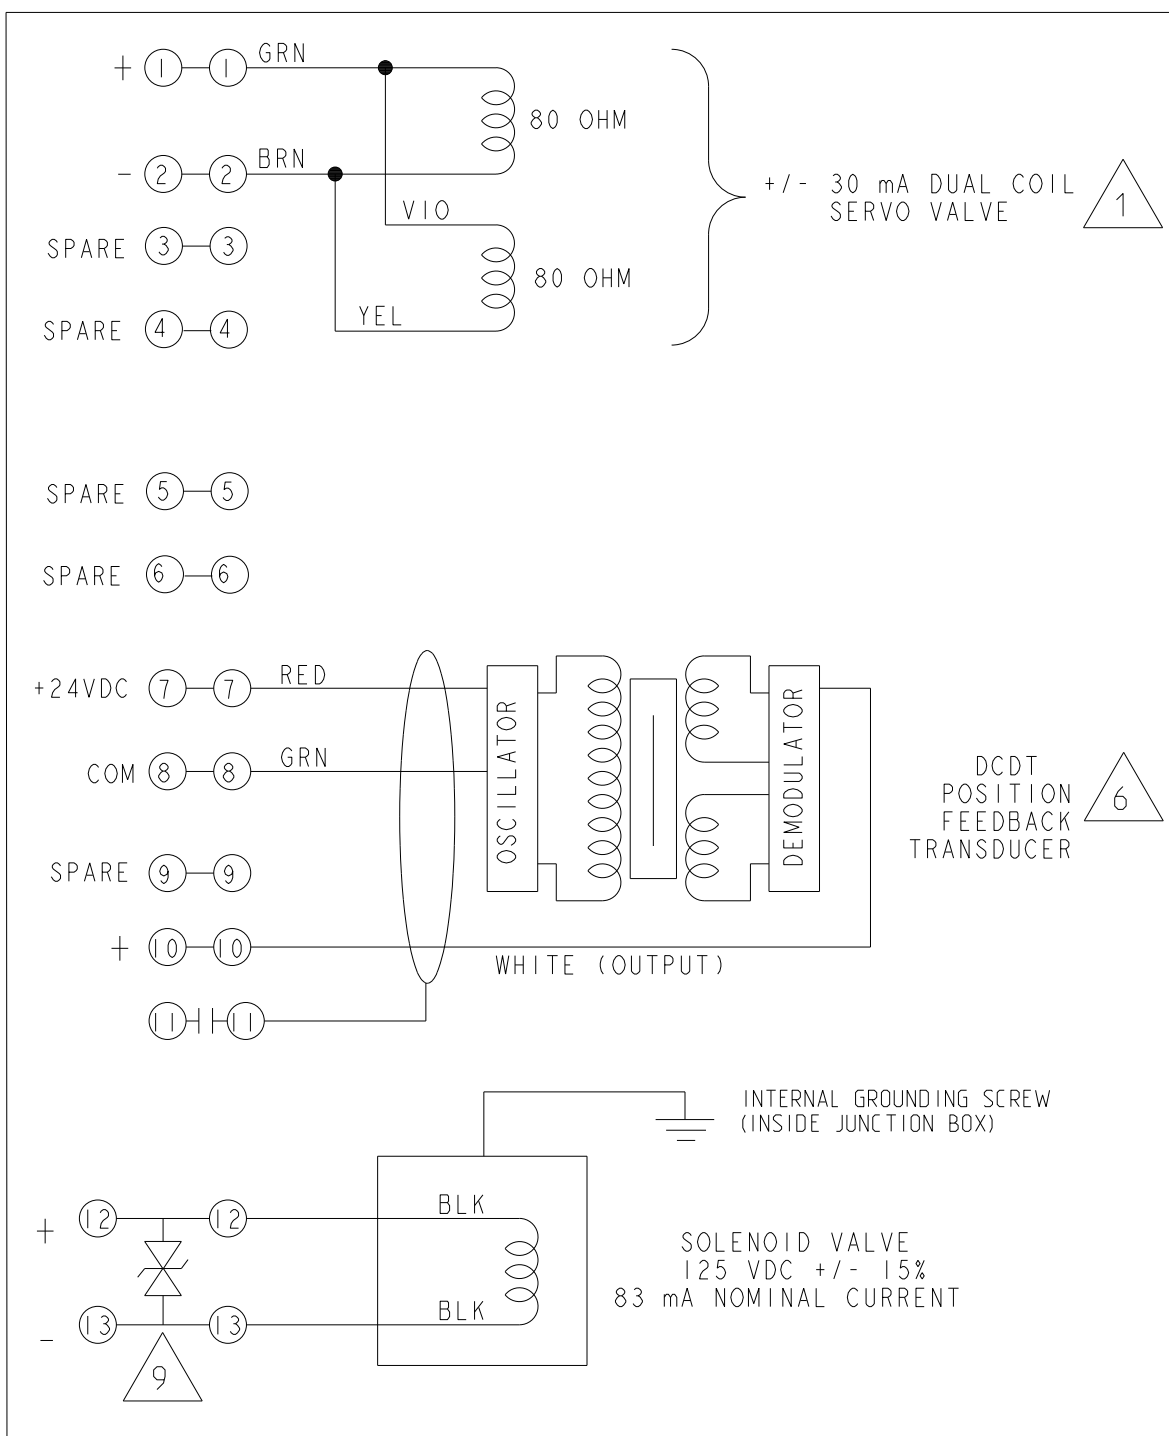 GRN
+ 1 1
80 OHM
BRN
- 2 2
+/- 30 mA DUAL COIL
SERVO VALVE
1
VIO
SPARE 3 3
80 OHM
YEL
SPARE 4 4
SPARE 5 5
SPARE 6 6
RED
+24VDC 7 7
GRN
COM 8 8
OSCILLATOR
DEMODULATOR
DCDT
POSITION
FEEDBACK
TRANSDUCER
6
SPARE 9 9
+ 10 10
WHITE (OUTPUT)
11 11
INTERNAL GROUNDING SCREW
(INSIDE JUNCTION BOX)
BLK
+ 12 12
SOLENOID VALVE
125 VDC +/- 15%
83 mA NOMINAL CURRENT
BLK
- 13 13
9